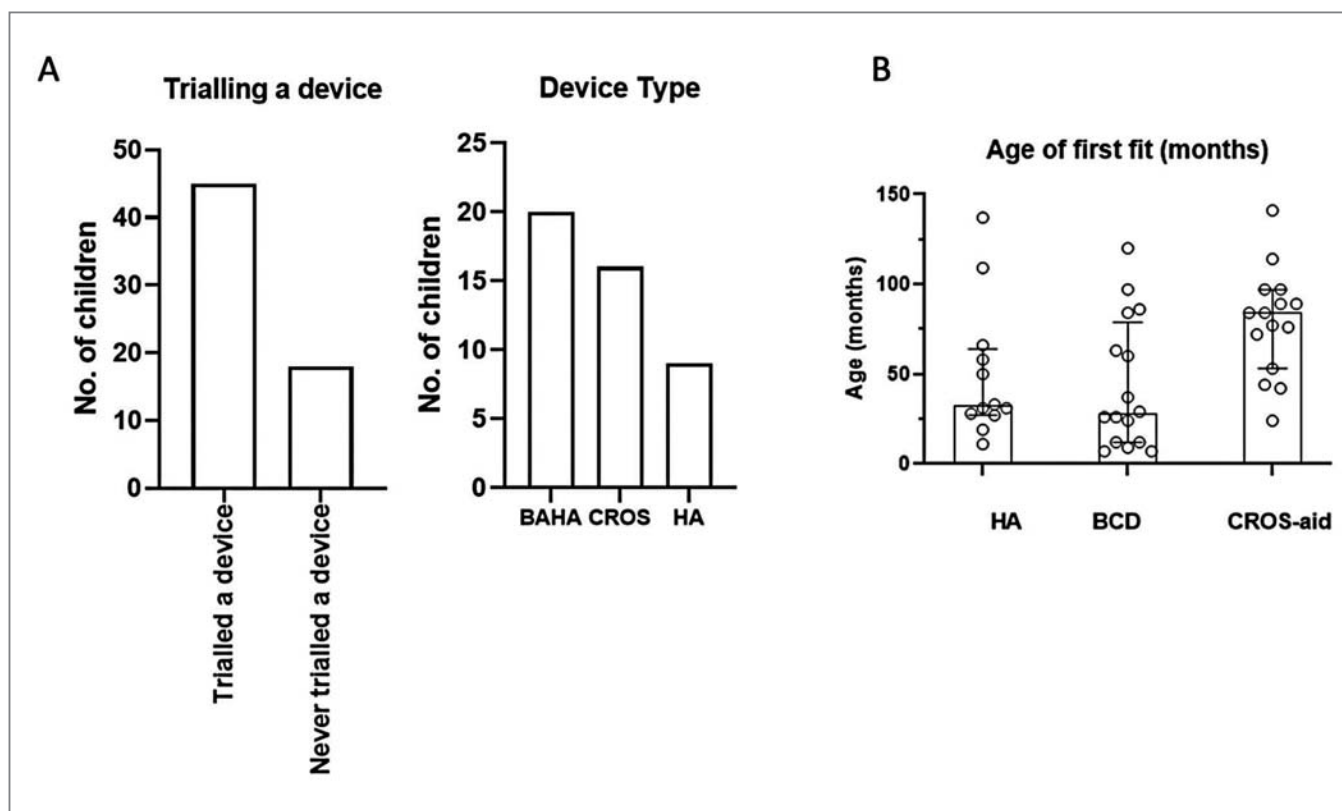 A
Trialling a device
No. of children
50
40
30
20
10
0
Trialled a device
Never trialled a device
Device Type
No. of children
25
20
15
10
5
0
BAHA CROS HA
B
Age of first fit (months)
Age (months)
150
100
50
0
HA BCD CROS-aid